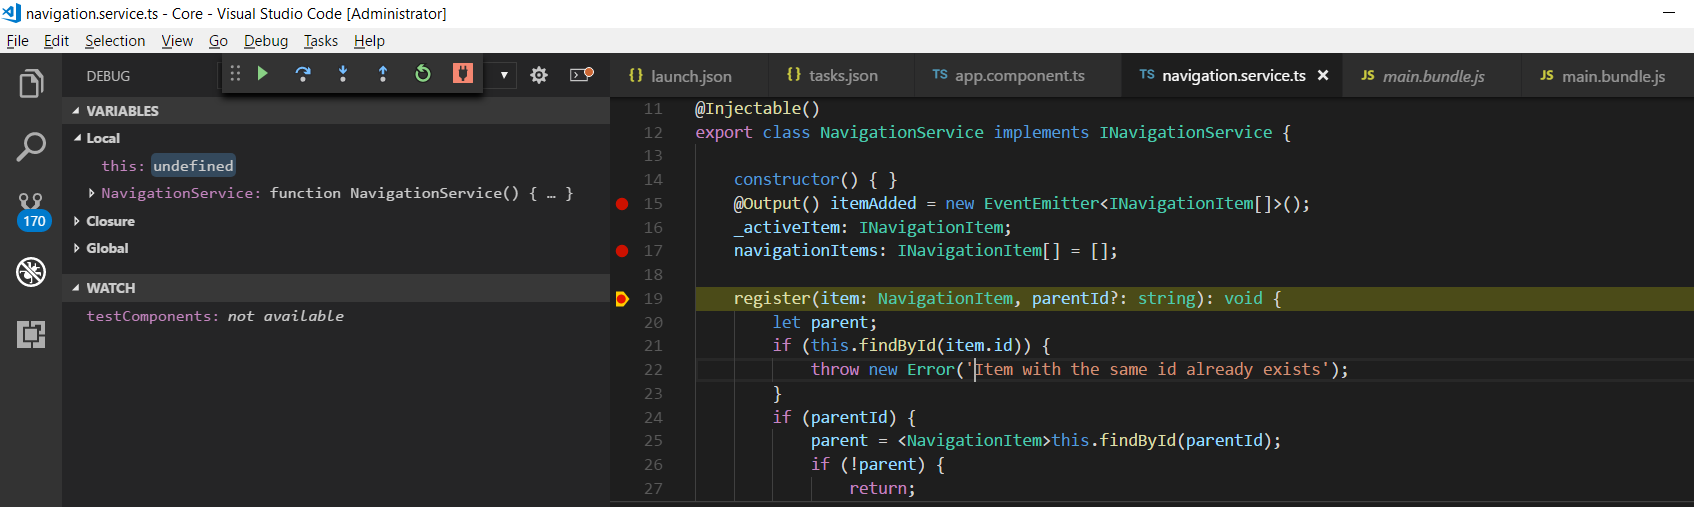 navigation.service.ts - Core - Visual Studio Code [Administrator]
File Edit Selection View Go Debug Tasks Help
DEBUG
launch.json tasks.json TS app.component.ts TS navigation.service.ts JS main.bundle.js JS main.bundle.js
VARIABLES
Local
this: undefined
NavigationService: function NavigationService() { … }
Closure
Global
WATCH
testComponents: not available
170
11 @Injectable()
12 export class NavigationService implements INavigationService {
13
14 constructor() { }
15 @Output() itemAdded = new EventEmitter<INavigationItem[]>();
16 _activeItem: INavigationItem;
17 navigationItems: INavigationItem[] = [];
18
19 register(item: NavigationItem, parentId?: string): void {
20 let parent;
21 if (this.findById(item.id)) {
22 throw new Error('Item with the same id already exists');
23 }
24 if (parentId) {
25 parent = <NavigationItem>this.findById(parentId);
26 if (!parent) {
27 return;